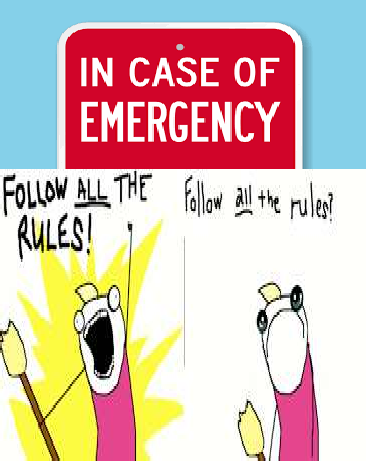 IN CASE OF
EMERGENCY
FOLLOW ALL THE
RULES!
Follow all the rules?